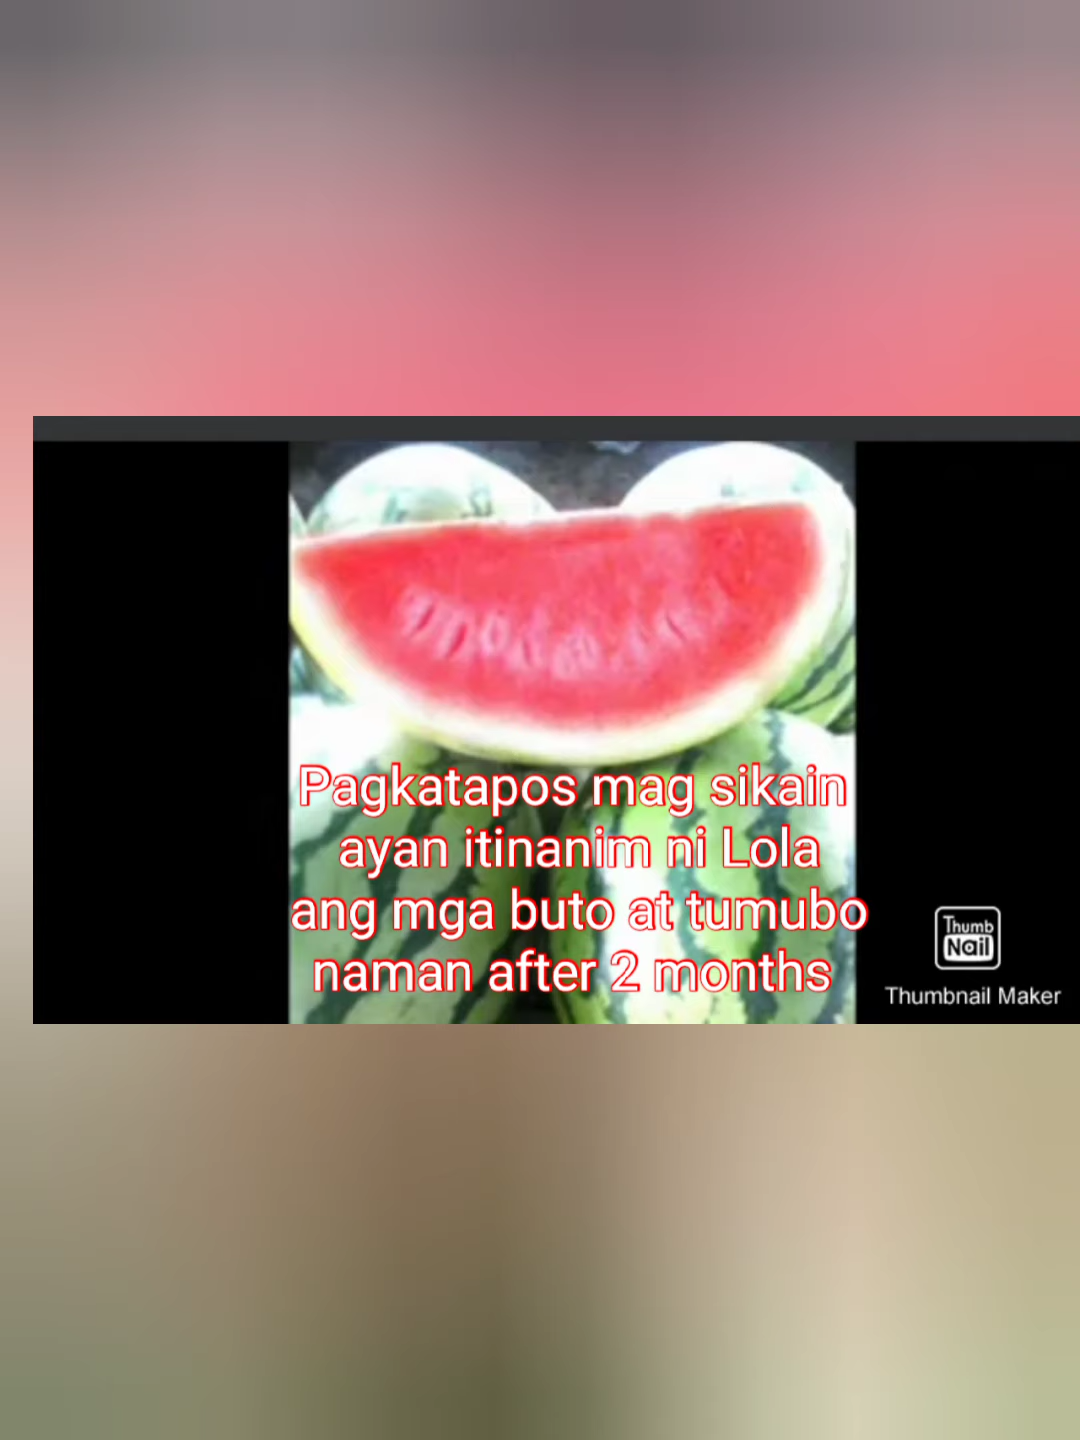 Pagkatapos mag sikain
ayan itinanim ni Lola
ang mga buto at tumubo
naman after 2 months
Thumb
Nail
Thumbnail Maker